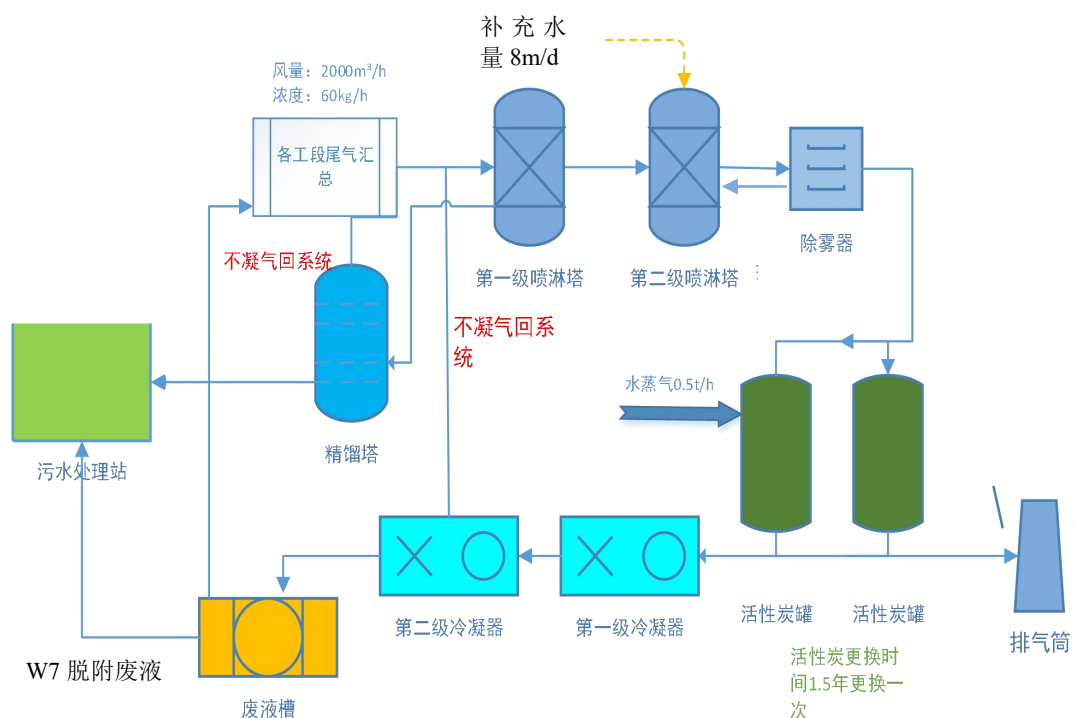 补 充 水
量 8m/d
风量：2000m³/h
浓度：60kg/h
各工段尾气汇
总
除雾器
不凝气回系统
第一级喷淋塔
第二级喷淋塔
不凝气回系
统
水蒸气0.5t/h
精馏塔
污水处理站
第二级冷凝器
第一级冷凝器
活性炭罐
活性炭罐
排气筒
W7 脱附废液
活性炭更换时
间1.5年更换一
次
废液槽